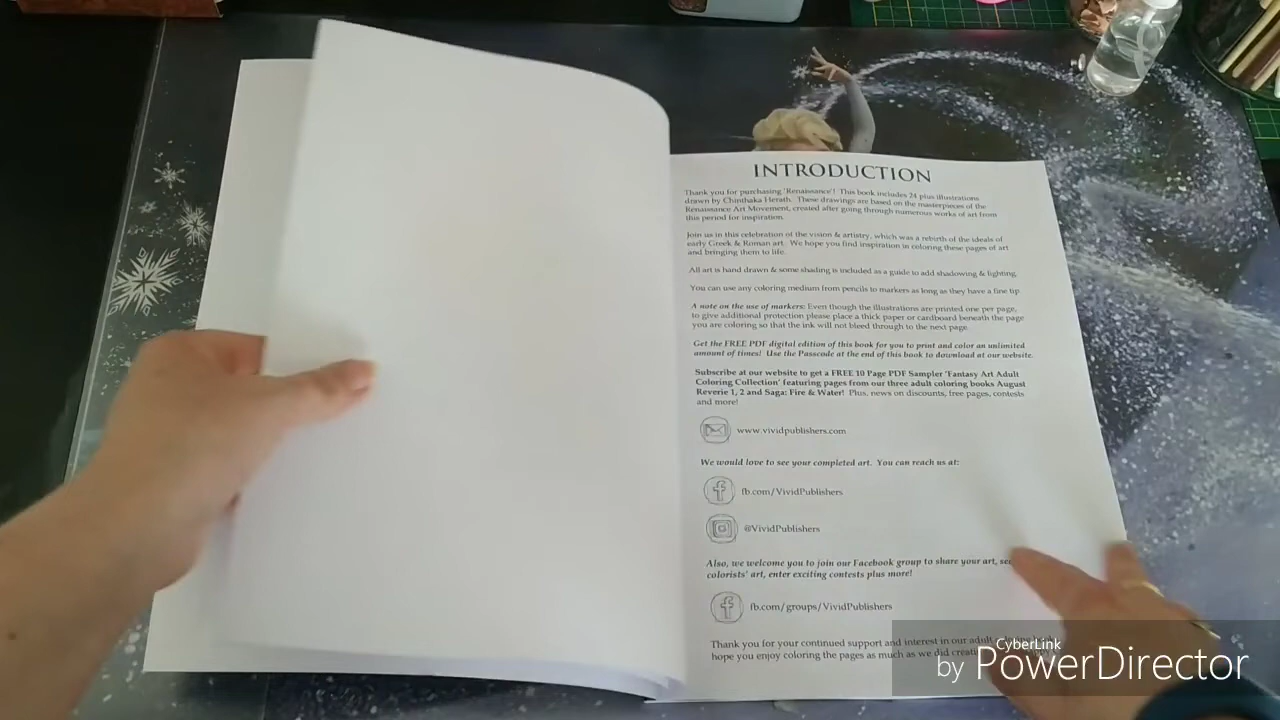 INTRODUCTION
Thank you for purchasing 'Renaissance'! This book includes 24 plus illustrations
drawn by Chinthaka Herath. These drawings are based on the masterpieces of the
Renaissance Art Movement, created after going through numerous works of art from
this period for inspiration.
Join us in this celebration of the vision & artistry, which was a rebirth of the ideals of
early Greek & Roman art. We hope you find inspiration in coloring these pages of art
and bringing them to life.
All art is hand drawn & some shading is included as a guide to add shadowing & lighting.
You can use any coloring medium from pencils to markers as long as they have a fine tip
A note on the use of markers: Even though the illustrations are printed one per page,
to give additional protection please place a thick paper or cardboard beneath the page
you are coloring so that the ink will not bleed through to the next page.
Get the FREE PDF digital edition of this book for you to print and color an unlimited
amount of times! Use the Passcode at the end of this book to download at our website.
Subscribe at our website to get a FREE 10 Page PDF Sampler 'Fantasy Art Adult
Coloring Collection' featuring pages from our three adult coloring books August
Reverie 1, 2 and Saga: Fire & Water! Plus, news on discounts, free pages, contests
and more!
www.vividpublishers.com
We would love to see your completed art. You can reach us at:
fb.com/VividPublishers
@VividPublishers
Also, we welcome you to join our Facebook group to share your art,
colorists' art, enter exciting contests plus more!
fb.com/groups/VividPublishers
Thank you for your continued support and interest in our adult
hope you enjoy coloring the pages as much as we did
CyberLink
by PowerDirector